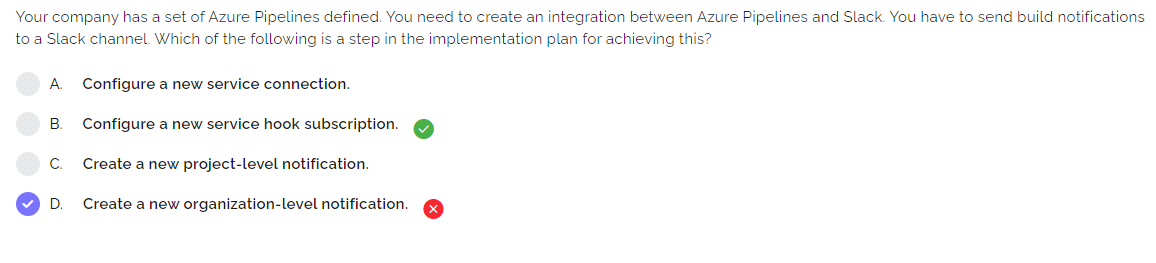 Your company has a set of Azure Pipelines defined. You need to create an integration between Azure Pipelines and Slack. You have to send build notifications
to a Slack channel. Which of the following is a step in the implementation plan for achieving this?
A. Configure a new service connection.
B. Configure a new service hook subscription.
C. Create a new project-level notification.
D. Create a new organization-level notification.